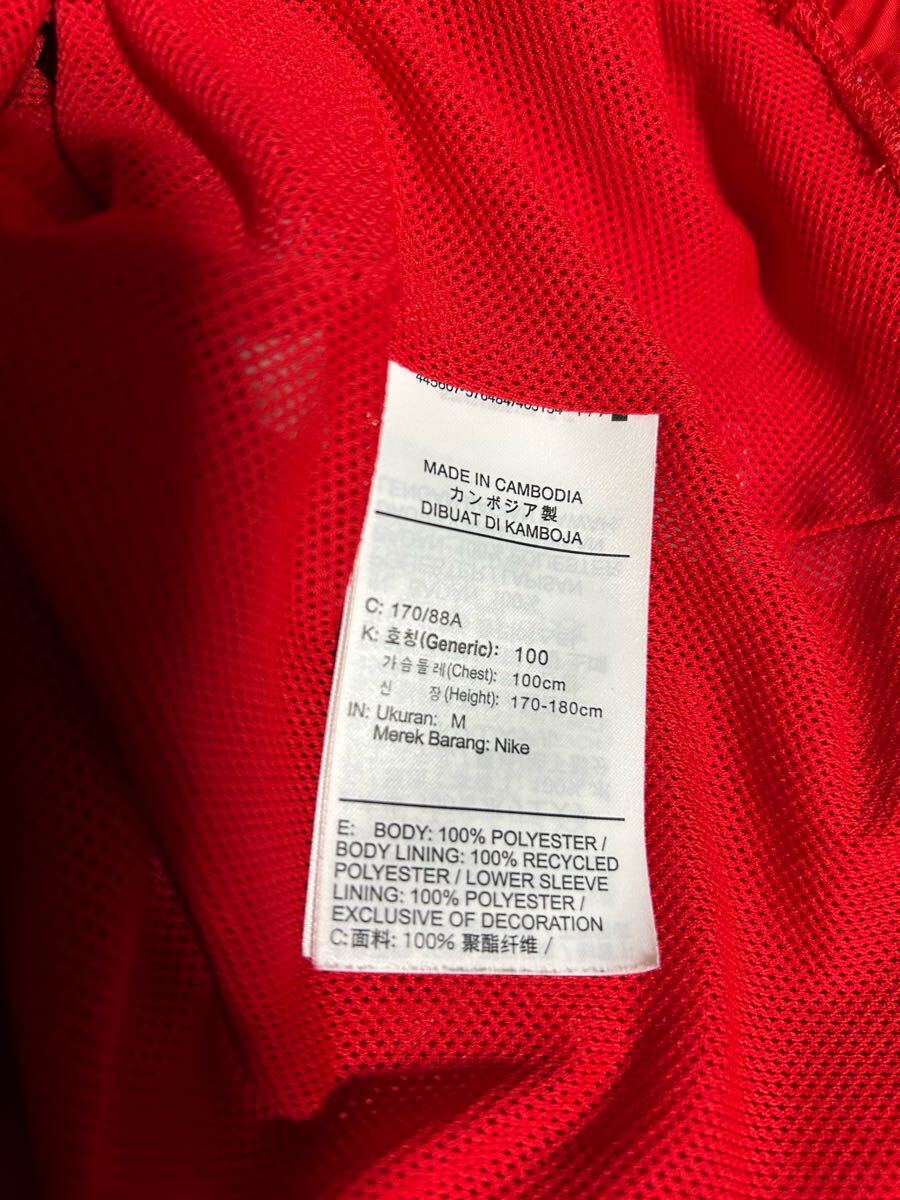 MADE IN CAMBODIA
カンボジア製
DIBUAT DI KAMBOJA
C: 170/88A
K: 호칭(Generic): 100
가슴둘레(Chest): 100cm
신 장(Height): 170-180cm
IN: Ukuran: M
Merek Barang: Nike
E: BODY: 100% POLYESTER /
BODY LINING: 100% RECYCLED
POLYESTER / LOWER SLEEVE
LINING: 100% POLYESTER /
EXCLUSIVE OF DECORATION
C:面料: 100% 聚酯纤维 /